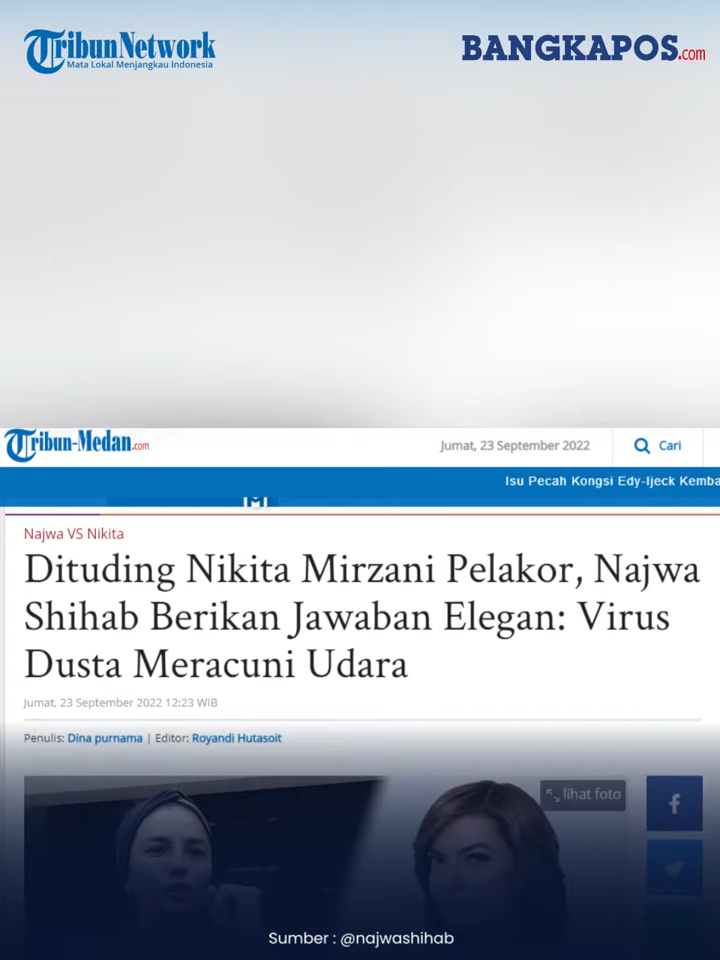 TribunNetwork
Mata Lokal Menjangkau Indonesia
BANGKAPOS.com
Tribun-Medan.com
Jumat, 23 September 2022
Cari
Isu Pecah Kongsi Edy-Ijeck Kemba
Najwa VS Nikita
Dituding Nikita Mirzani Pelakor, Najwa
Shihab Berikan Jawaban Elegan: Virus
Dusta Meracuni Udara
Jumat, 23 September 2022 12:23 WIB
Penulis: Dina purnama | Editor: Royandi Hutasoit
lihat foto
Sumber : @najwashihab